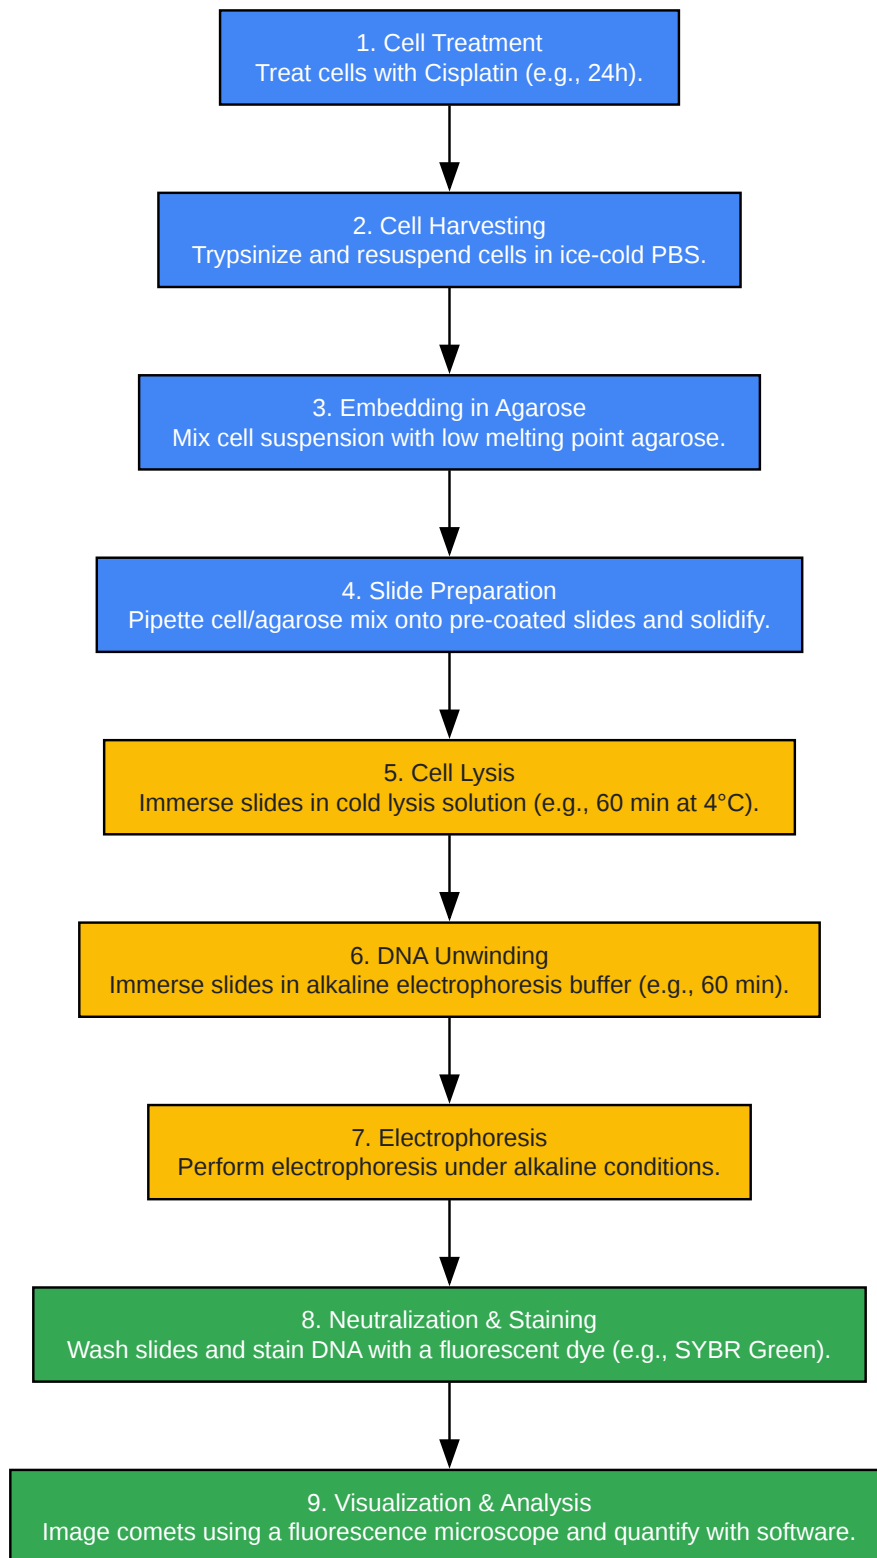 1. Cell Treatment
Treat cells with Cisplatin (e.g., 24h).
2. Cell Harvesting
Trypsinize and resuspend cells in ice-cold PBS.
3. Embedding in Agarose
Mix cell suspension with low melting point agarose.
4. Slide Preparation
Pipette cell/agarose mix onto pre-coated slides and solidify.
5. Cell Lysis
Immerse slides in cold lysis solution (e.g., 60 min at 4°C).
6. DNA Unwinding
Immerse slides in alkaline electrophoresis buffer (e.g., 60 min).
7. Electrophoresis
Perform electrophoresis under alkaline conditions.
8. Neutralization & Staining
Wash slides and stain DNA with a fluorescent dye (e.g., SYBR Green).
9. Visualization & Analysis
Image comets using a fluorescence microscope and quantify with software.